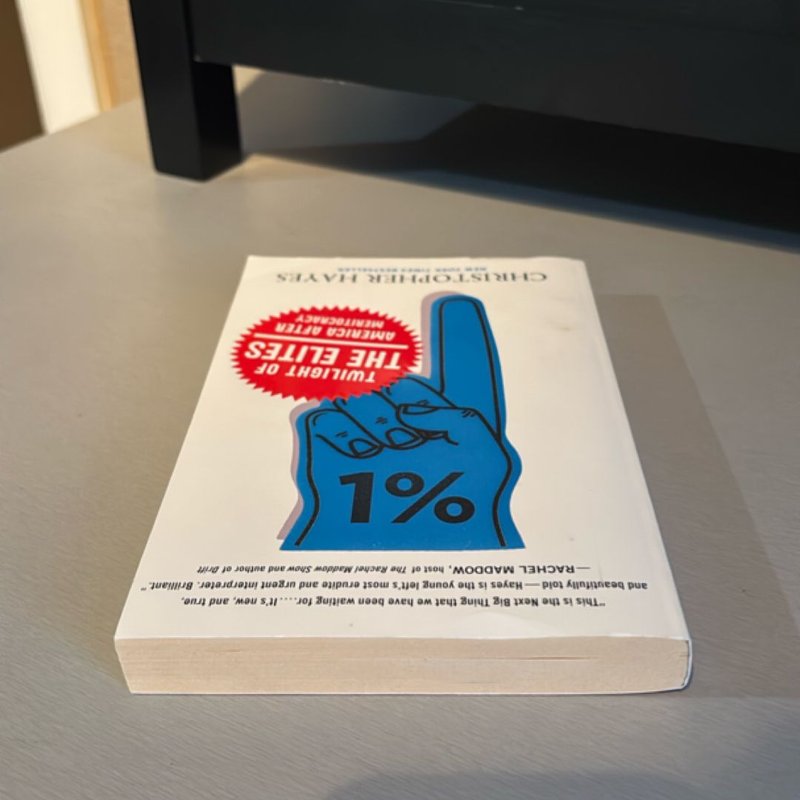 "This is the Next Big Thing that we have been waiting for....It's new, and true,
and beautifully told—Hayes is the young left's most erudite and urgent interpreter. Brilliant."
—RACHEL MADDOW, host of The Rachel Maddow Show and author of Drift
1%
TWILIGHT OF
THE ELITES
AMERICA AFTER
MERITOCRACY
NEW YORK TIMES BESTSELLER
CHRISTOPHER HAYES